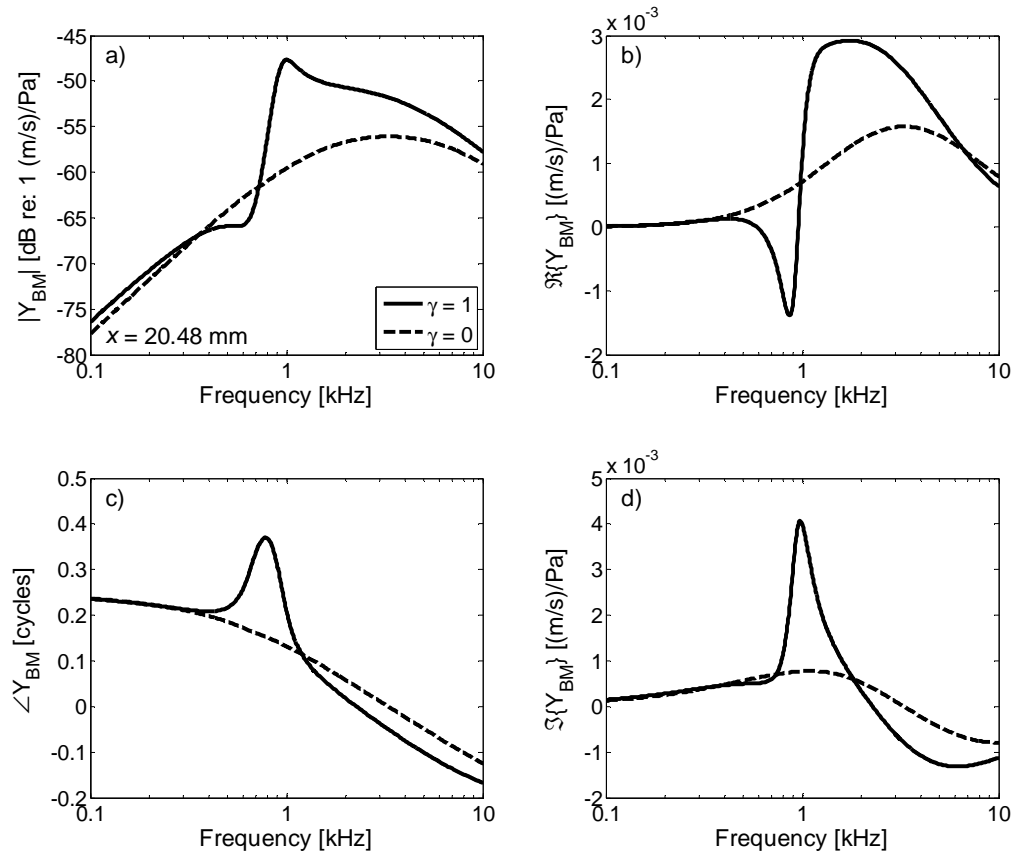 a)
|Y_BM| [dB re: 1 (m/s)/Pa]
-45
-50
-55
-60
-65
-70
-75
-80
x = 20.48 mm
γ = 1
γ = 0
0.1
1
10
Frequency [kHz]
b)
x 10^-3
ℜ{Y_BM} [(m/s)/Pa]
3
2
1
0
-1
-2
0.1
1
10
Frequency [kHz]
c)
∠Y_BM [cycles]
0.5
0.4
0.3
0.2
0.1
0
-0.1
-0.2
0.1
1
10
Frequency [kHz]
d)
x 10^-3
ℑ{Y_BM} [(m/s)/Pa]
5
4
3
2
1
0
-1
-2
0.1
1
10
Frequency [kHz]